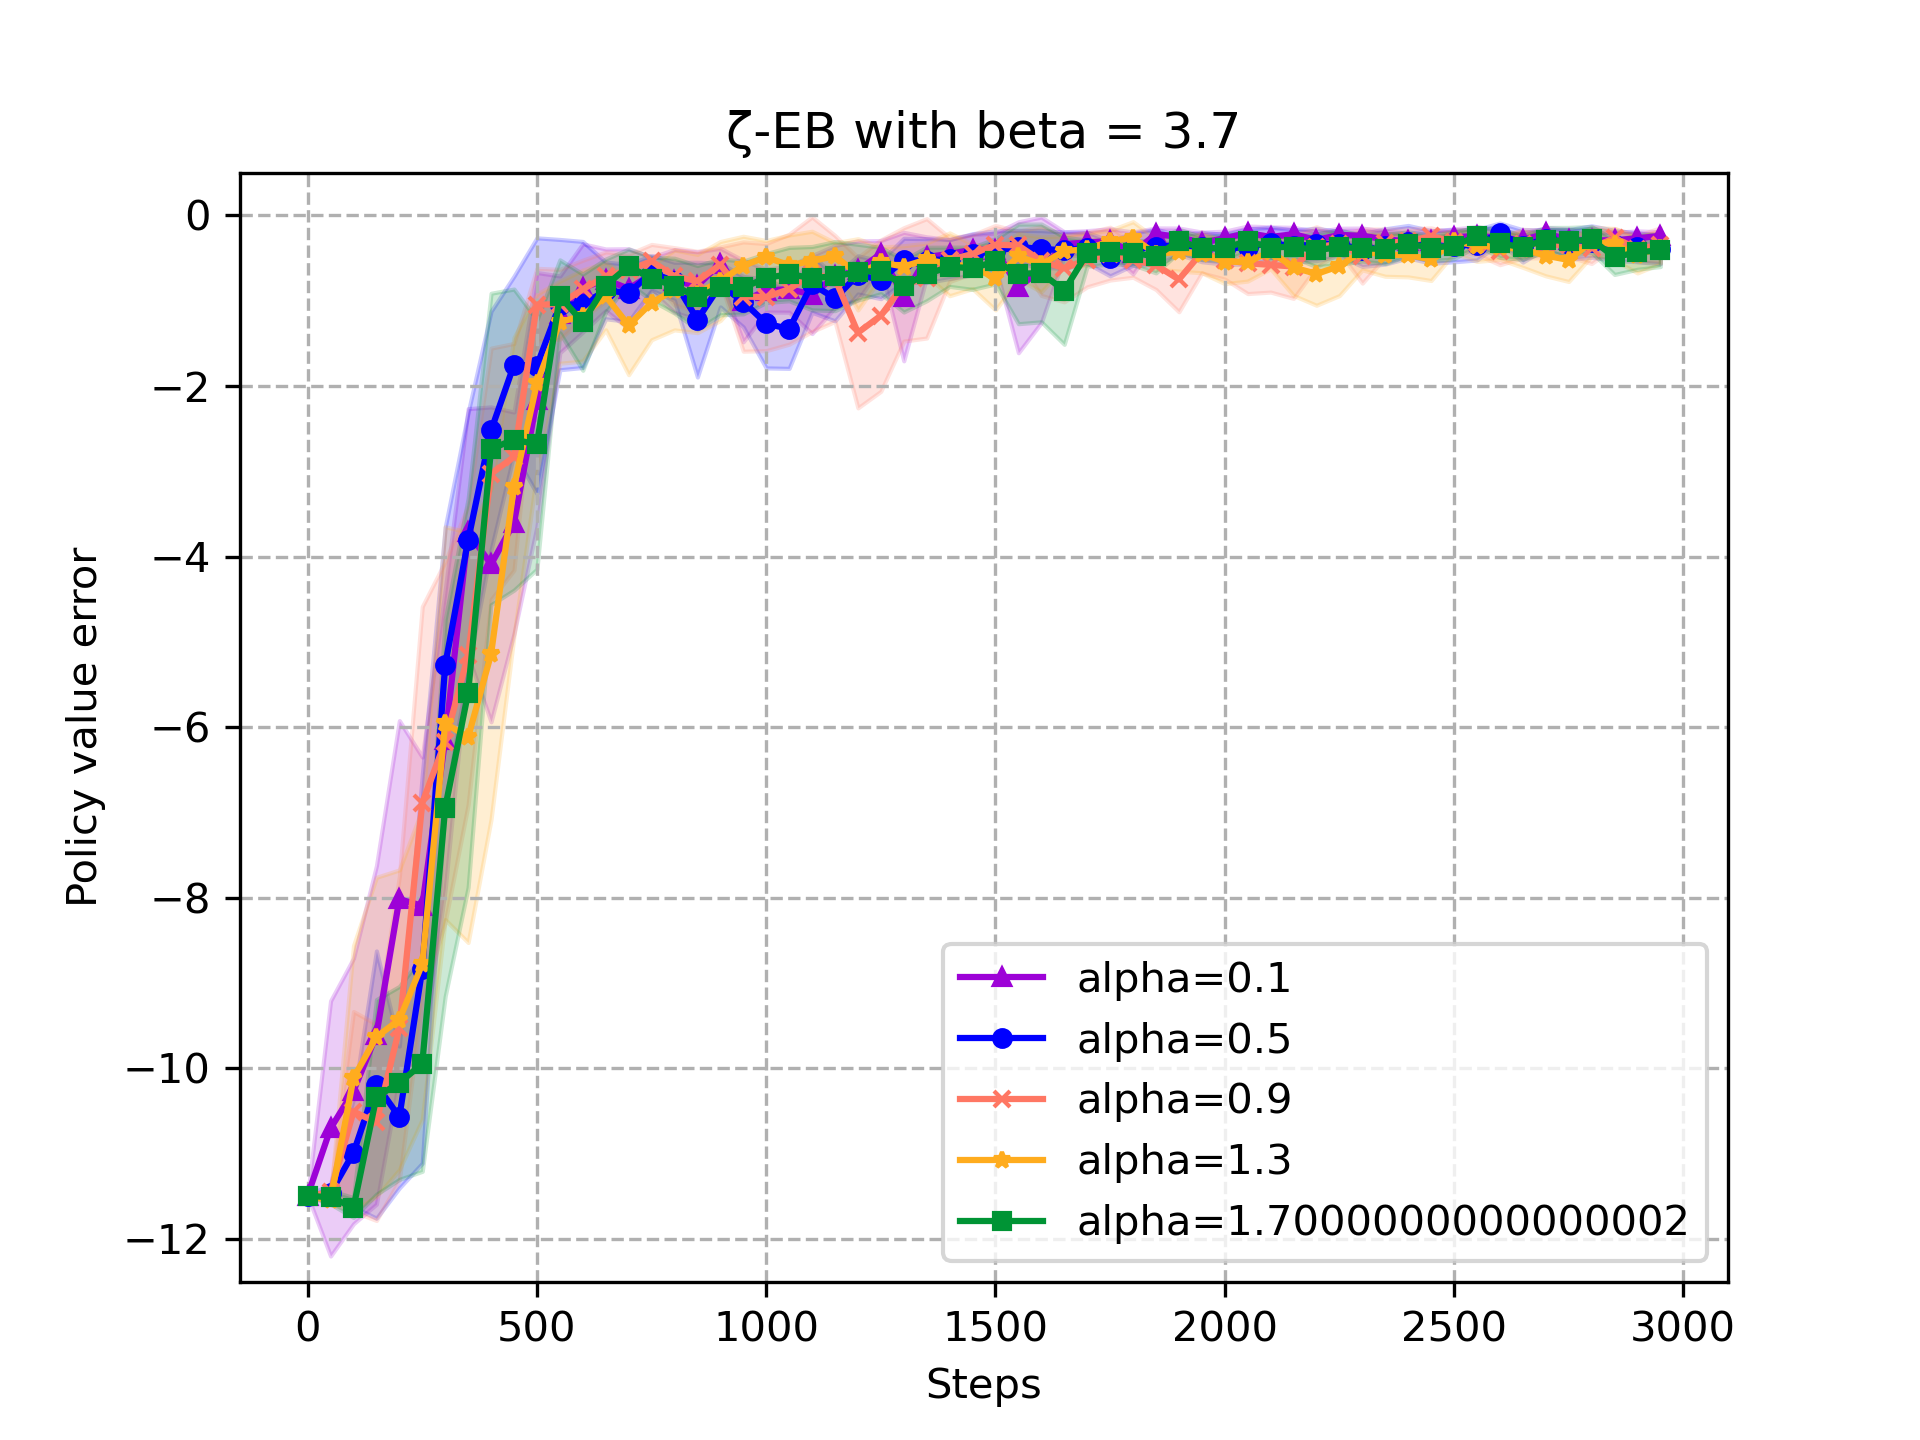 ζ-EB with beta = 3.7
Policy value error
0
−2
−4
−6
−8
−10
−12
alpha=0.1
alpha=0.5
alpha=0.9
alpha=1.3
alpha=1.7000000000000002
0 500 1000 1500 2000 2500 3000
Steps